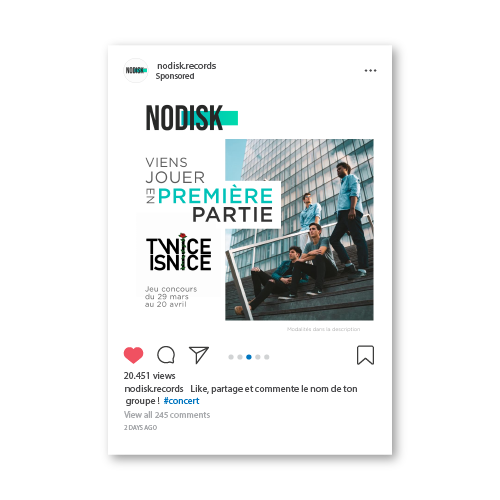 NODISK
nodisk.records
Sponsored
NODISK
VIENS
JOUER
EN PREMIÈRE
PARTIE
TWICE
ISNICE
Jeu concours
du 29 mars
au 20 avril
Modalités dans la description
20.451 views
nodisk.records Like, partage et commente le nom de ton
groupe ! #concert
View all 245 comments
2 DAYS AGO